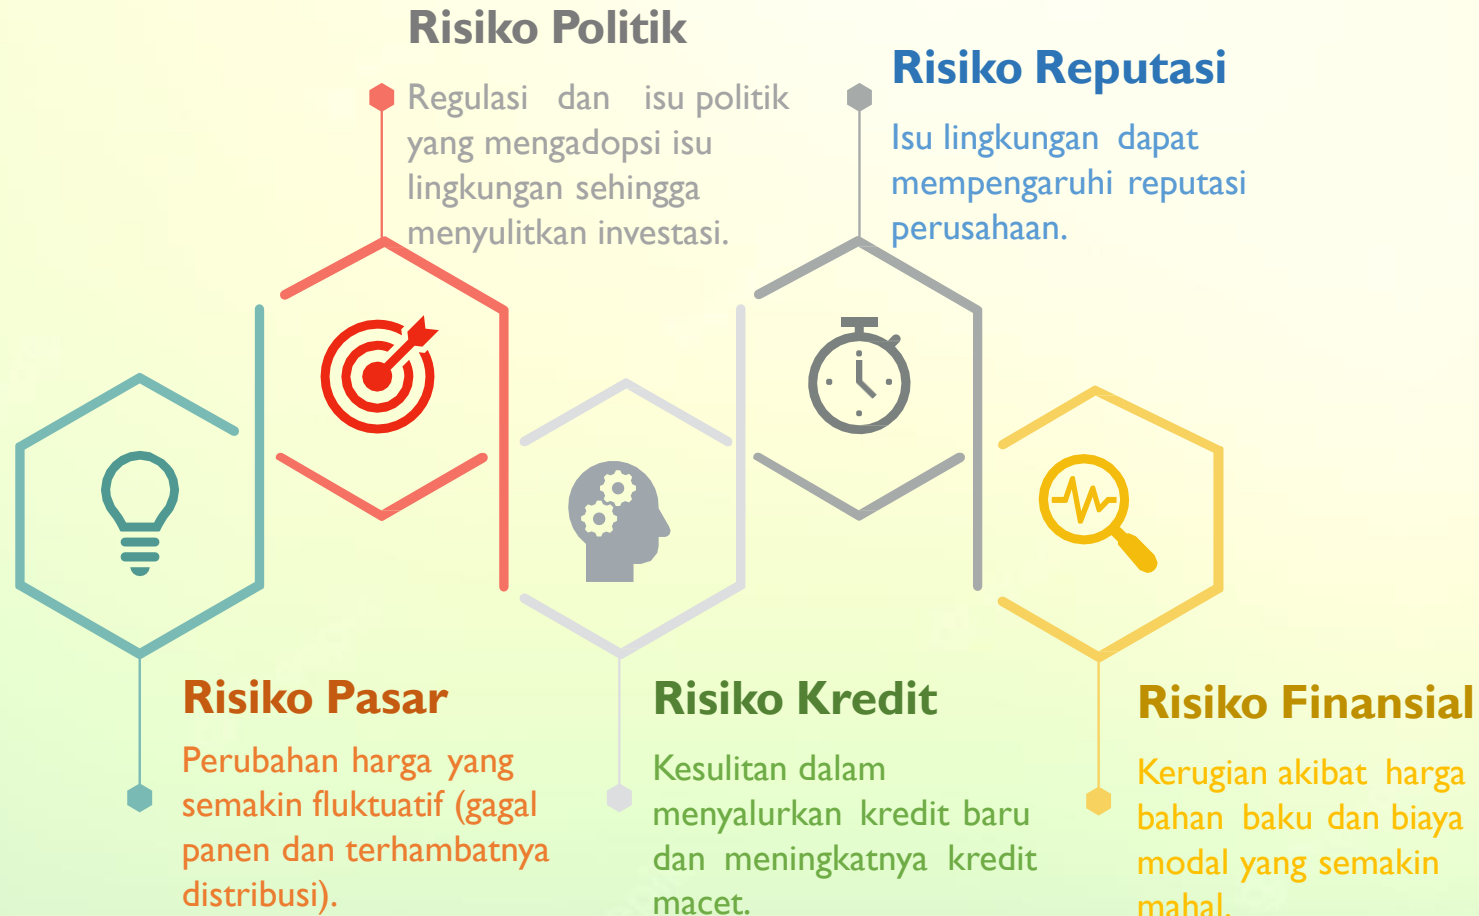 Risiko Politik
Regulasi dan isu politik
yang mengadopsi isu
lingkungan sehingga
menyulitkan investasi.
Risiko Reputasi
Isu lingkungan dapat
mempengaruhi reputasi
perusahaan.
Risiko Pasar
Perubahan harga yang
semakin fluktuatif (gagal
panen dan terhambatnya
distribusi).
Risiko Kredit
Kesulitan dalam
menyalurkan kredit baru
dan meningkatnya kredit
macet.
Risiko Finansial
Kerugian akibat harga
bahan baku dan biaya
modal yang semakin
mahal.